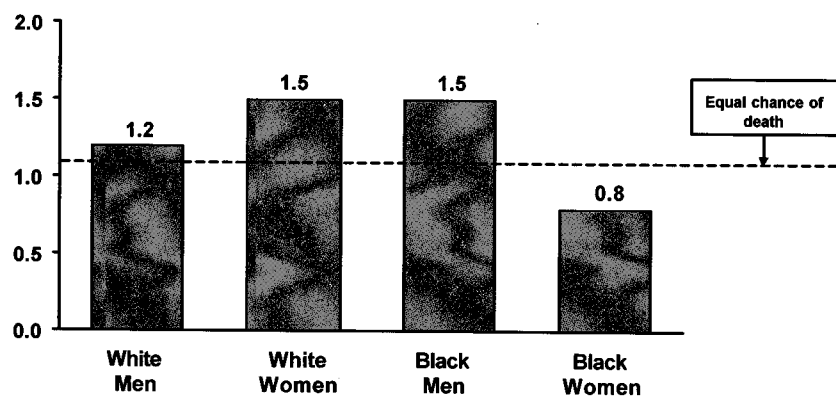 2.0
1.5
1.0
0.5
0.0
1.2
1.5
1.5
0.8
Equal chance of
death
White
Men
White
Women
Black
Men
Black
Women